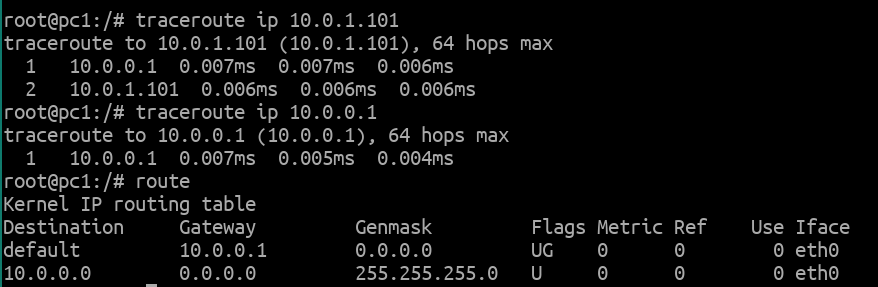 root@pc1:/# traceroute ip 10.0.1.101
traceroute to 10.0.1.101 (10.0.1.101), 64 hops max
  1   10.0.0.1  0.007ms  0.007ms  0.006ms
  2   10.0.1.101  0.006ms  0.006ms  0.006ms
root@pc1:/# traceroute ip 10.0.0.1
traceroute to 10.0.0.1 (10.0.0.1), 64 hops max
  1   10.0.0.1  0.007ms  0.005ms  0.004ms
root@pc1:/# route
Kernel IP routing table
Destination     Gateway         Genmask         Flags Metric Ref    Use Iface
default         10.0.0.1        0.0.0.0         UG    0      0        0 eth0
10.0.0.0        0.0.0.0         255.255.255.0   U     0      0        0 eth0